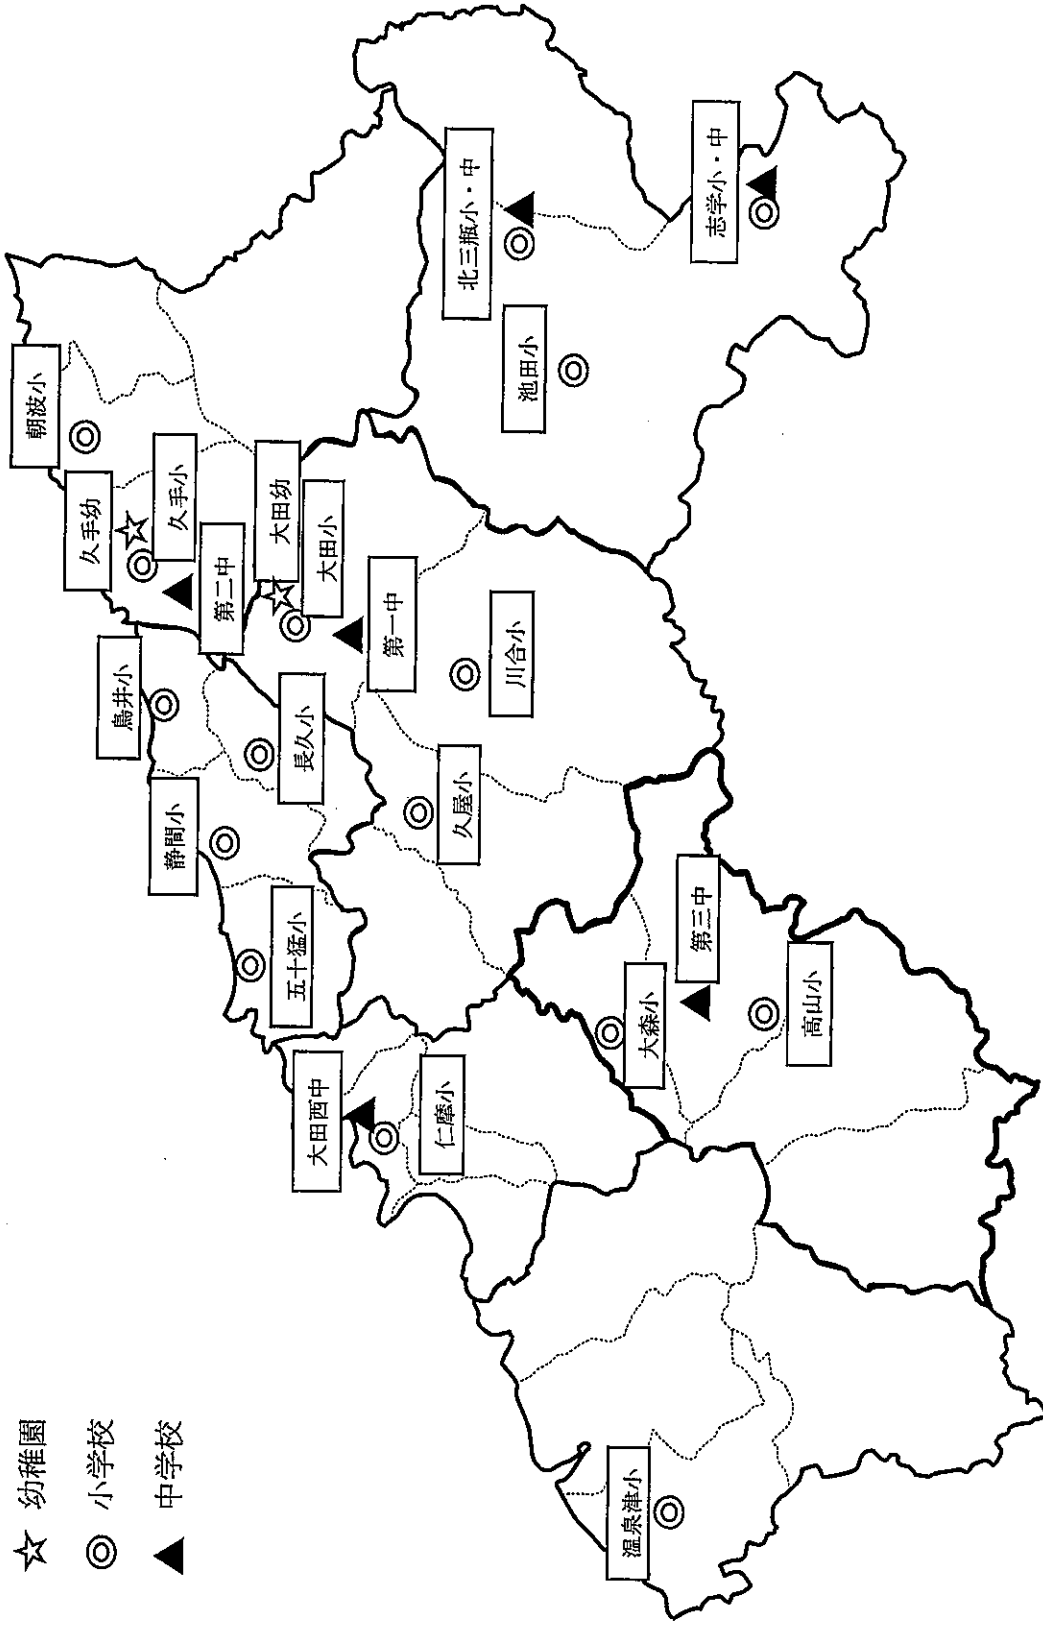 ☆ 幼稚園
◎ 小学校
▲ 中学校
朝波小
久手幼
久手小
第二中
大田幼
大田小
鳥井小
長久小
静間小
五十猛小
大田西中
仁摩小
第一中
川合小
久屋小
北三瓶小・中
池田小
志学小・中
第三中
大森小
高山小
温泉津小